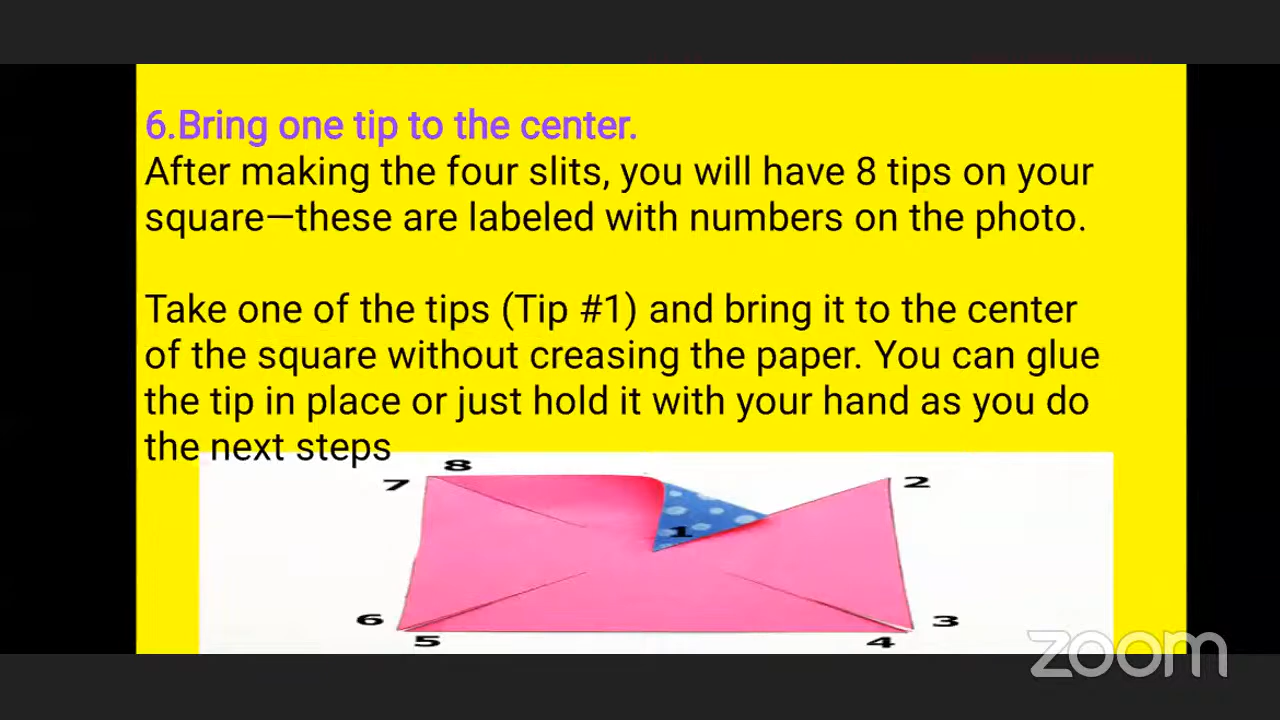 6.Bring one tip to the center.
After making the four slits, you will have 8 tips on your
square—these are labeled with numbers on the photo.
Take one of the tips (Tip #1) and bring it to the center
of the square without creasing the paper. You can glue
the tip in place or just hold it with your hand as you do
the next steps
8
7
2
1
6
3
5
4
zoom